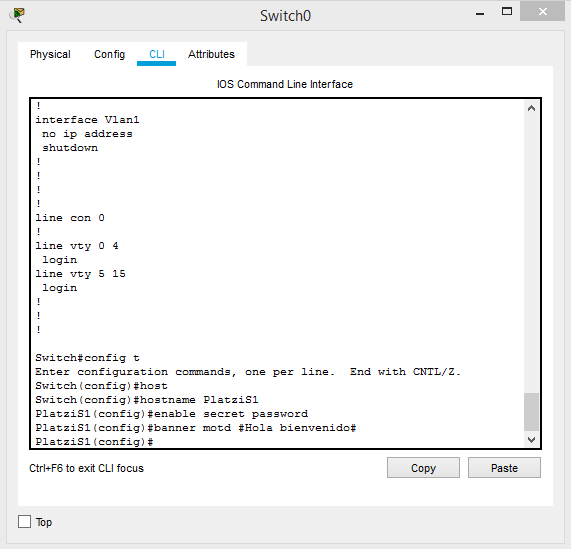 Switch0
Physical Config CLI Attributes
IOS Command Line Interface
!
interface Vlan1
 no ip address
 shutdown
!
!
!
!
line con 0
!
line vty 0 4
 login
line vty 5 15
 login
!
!
!
Switch#config t
Enter configuration commands, one per line.  End with CNTL/Z.
Switch(config)#host
Switch(config)#hostname PlatziS1
PlatziS1(config)#enable secret password
PlatziS1(config)#banner motd #Hola bienvenido#
PlatziS1(config)#
Ctrl+F6 to exit CLI focus
Copy Paste
Top